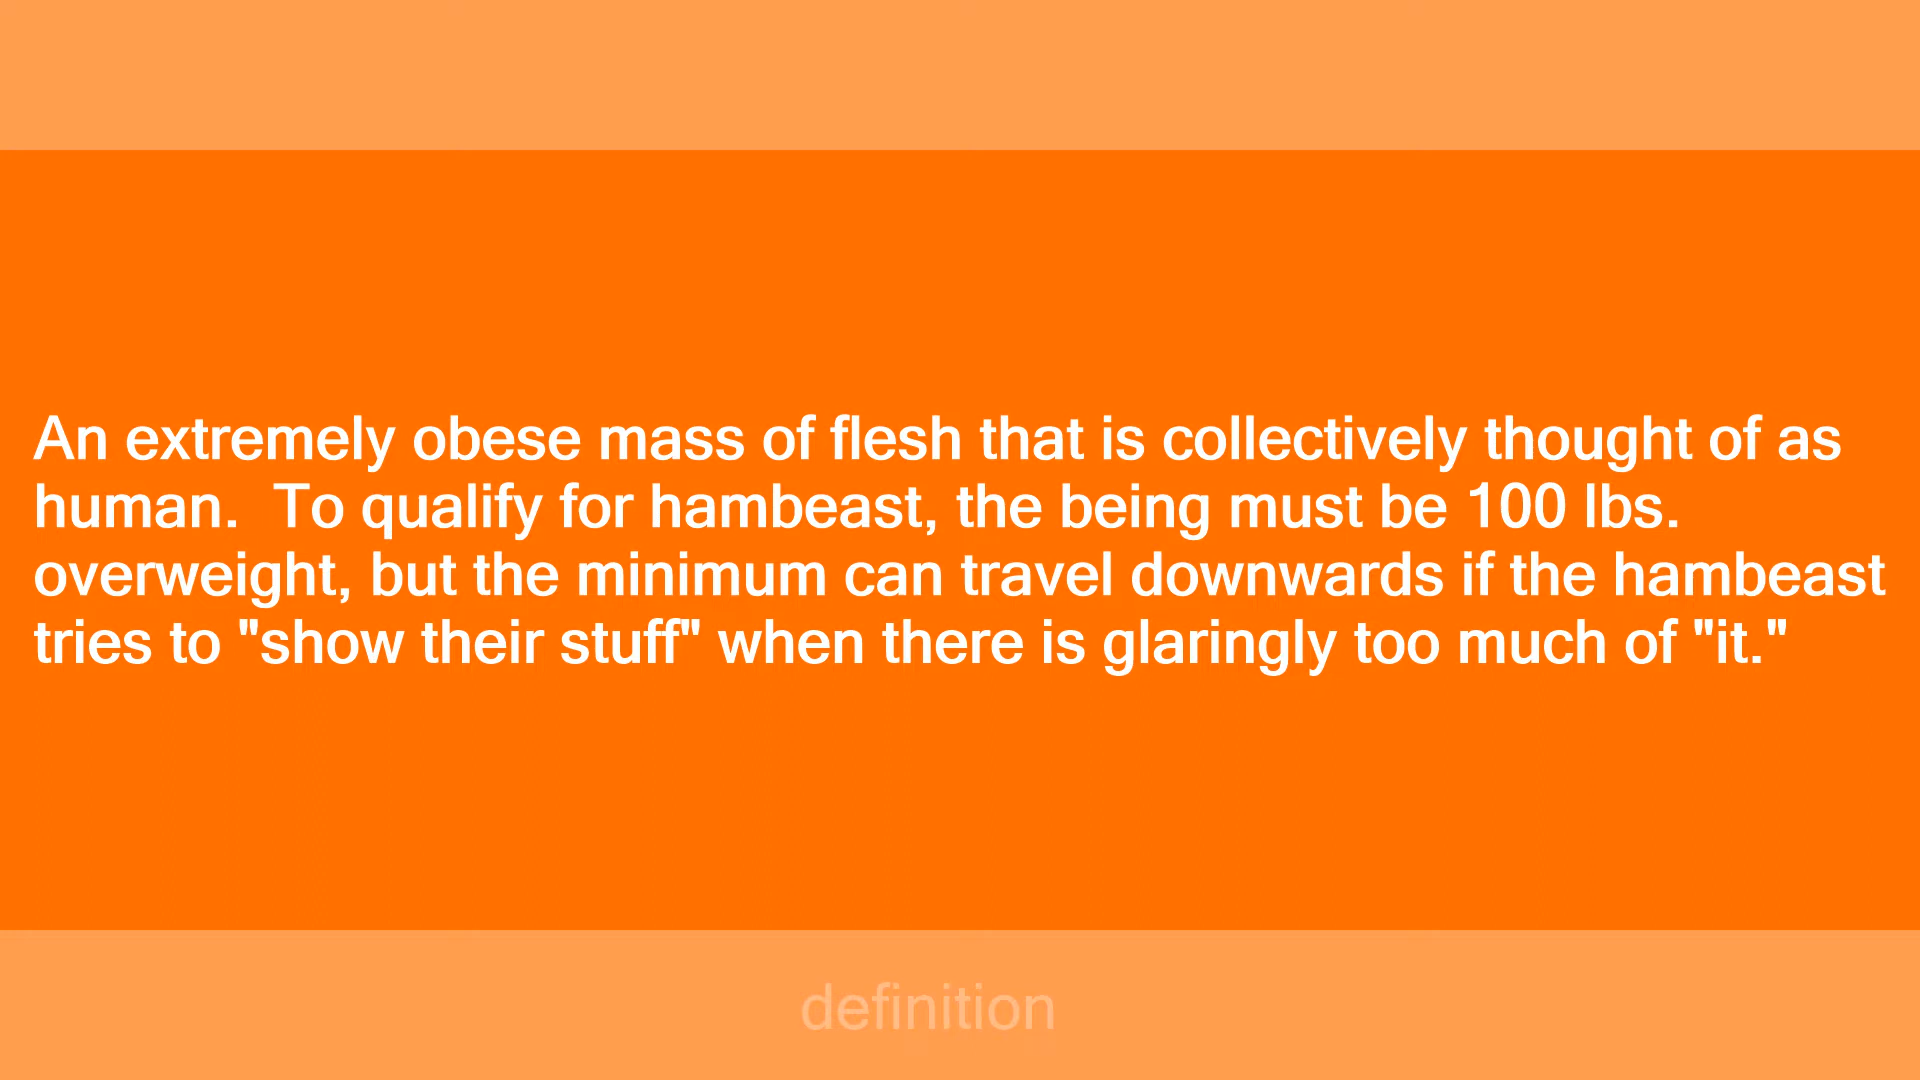 An extremely obese mass of flesh that is collectively thought of as
human.  To qualify for hambeast, the being must be 100 lbs.
overweight, but the minimum can travel downwards if the hambeast
tries to "show their stuff" when there is glaringly too much of "it."
definition